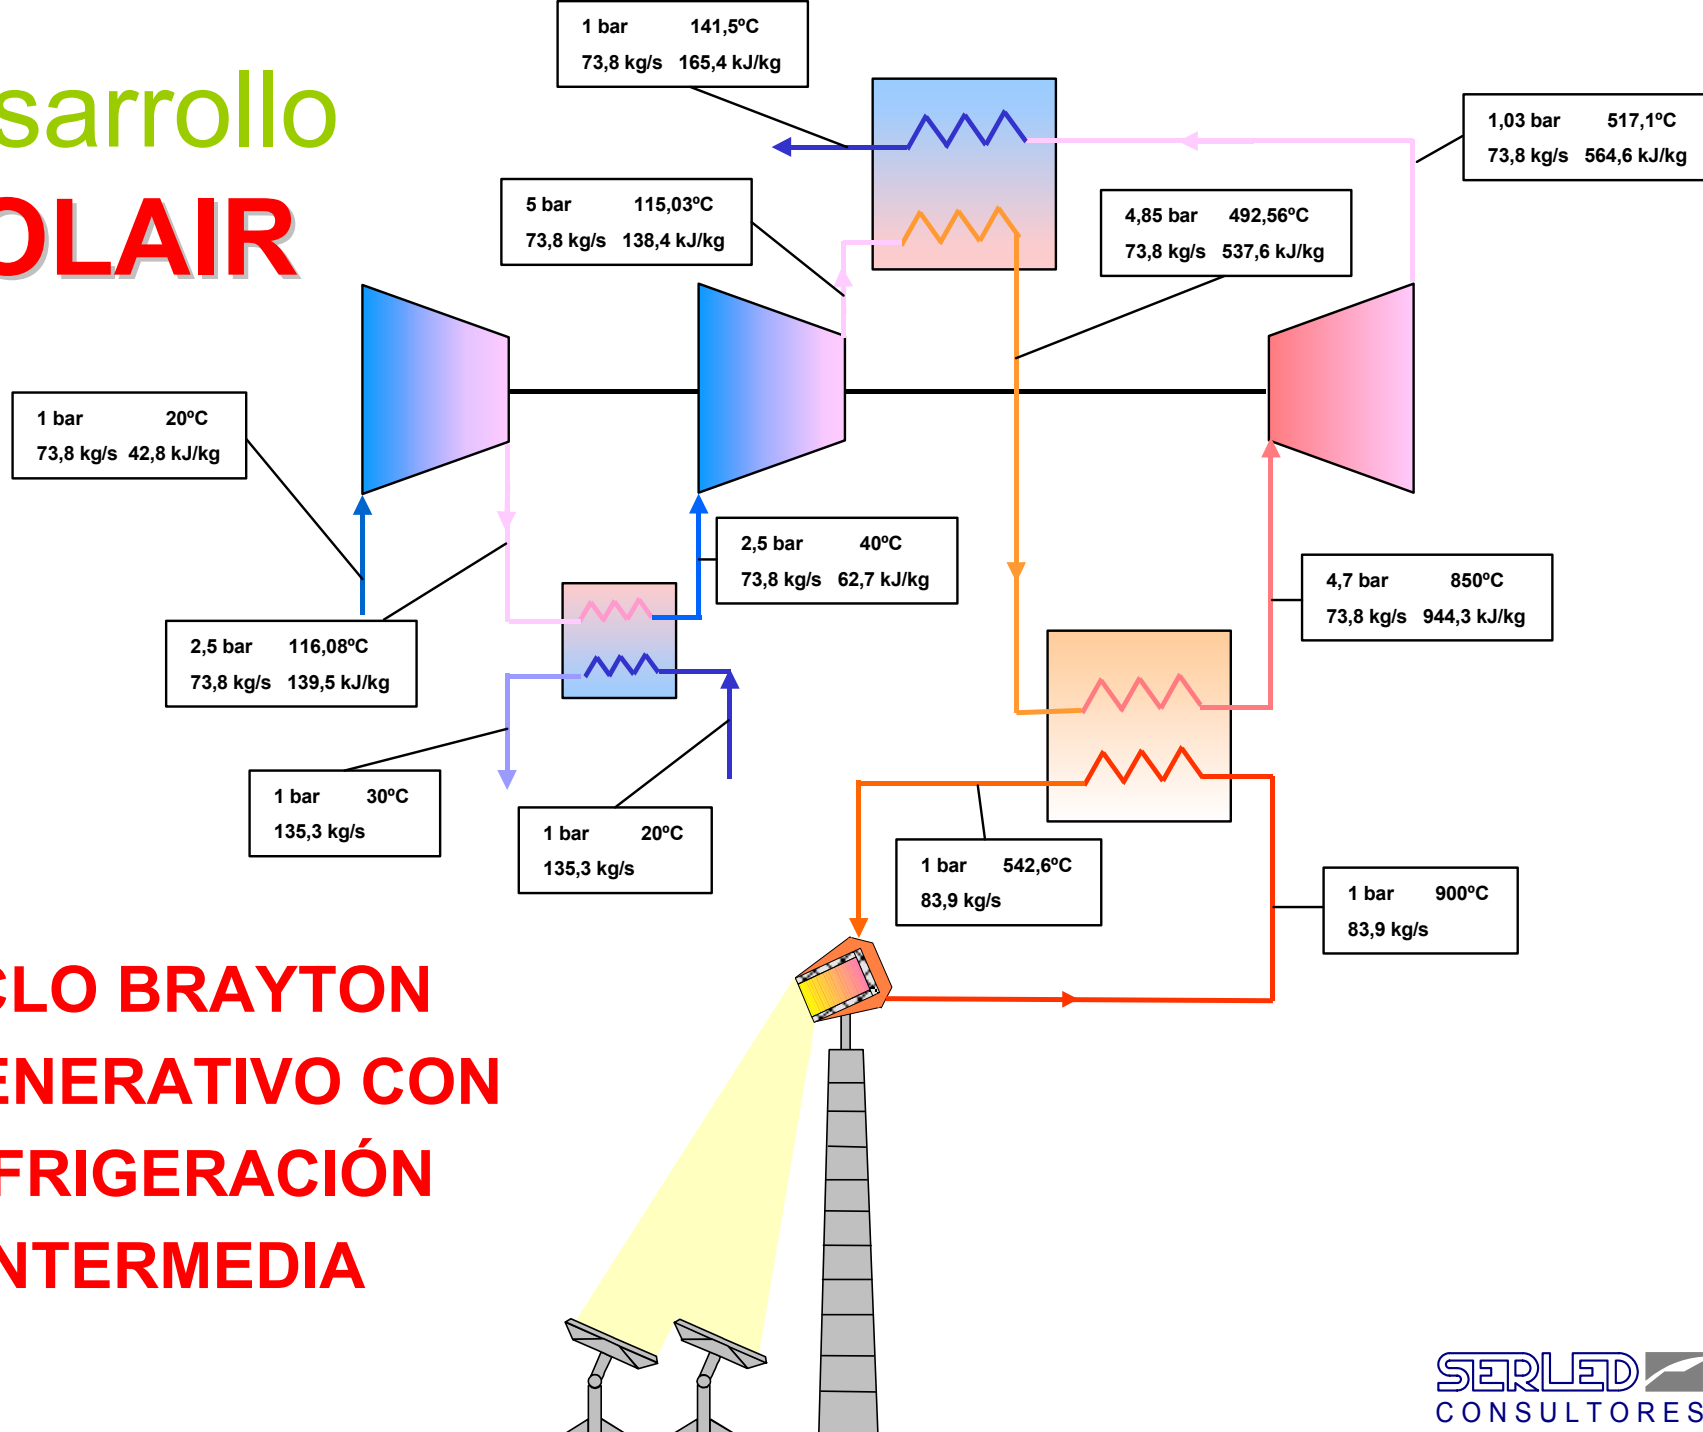 sarrollo
OLAIR
1 bar 141,5ºC
73,8 kg/s 165,4 kJ/kg
1,03 bar 517,1ºC
73,8 kg/s 564,6 kJ/kg
5 bar 115,03ºC
73,8 kg/s 138,4 kJ/kg
4,85 bar 492,56ºC
73,8 kg/s 537,6 kJ/kg
1 bar 20ºC
73,8 kg/s 42,8 kJ/kg
2,5 bar 40ºC
73,8 kg/s 62,7 kJ/kg
4,7 bar 850ºC
73,8 kg/s 944,3 kJ/kg
2,5 bar 116,08ºC
73,8 kg/s 139,5 kJ/kg
1 bar 30ºC
135,3 kg/s
1 bar 20ºC
135,3 kg/s
1 bar 542,6ºC
83,9 kg/s
1 bar 900ºC
83,9 kg/s
CLO BRAYTON
ENERATIVO CON
FRIGERACIÓN
NTERMEDIA
SERLED
CONSULTORES